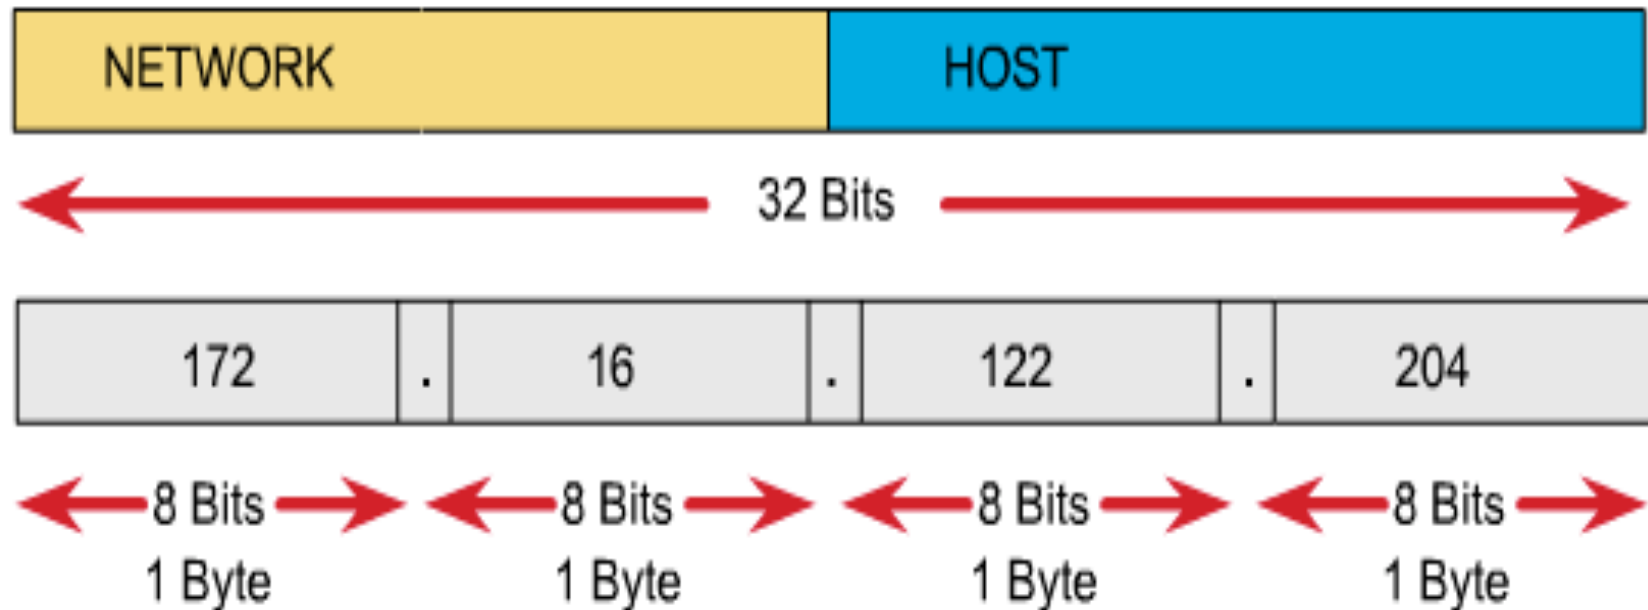 NETWORK HOST
32 Bits
172 . 16 . 122 . 204
8 Bits 8 Bits 8 Bits 8 Bits
1 Byte 1 Byte 1 Byte 1 Byte